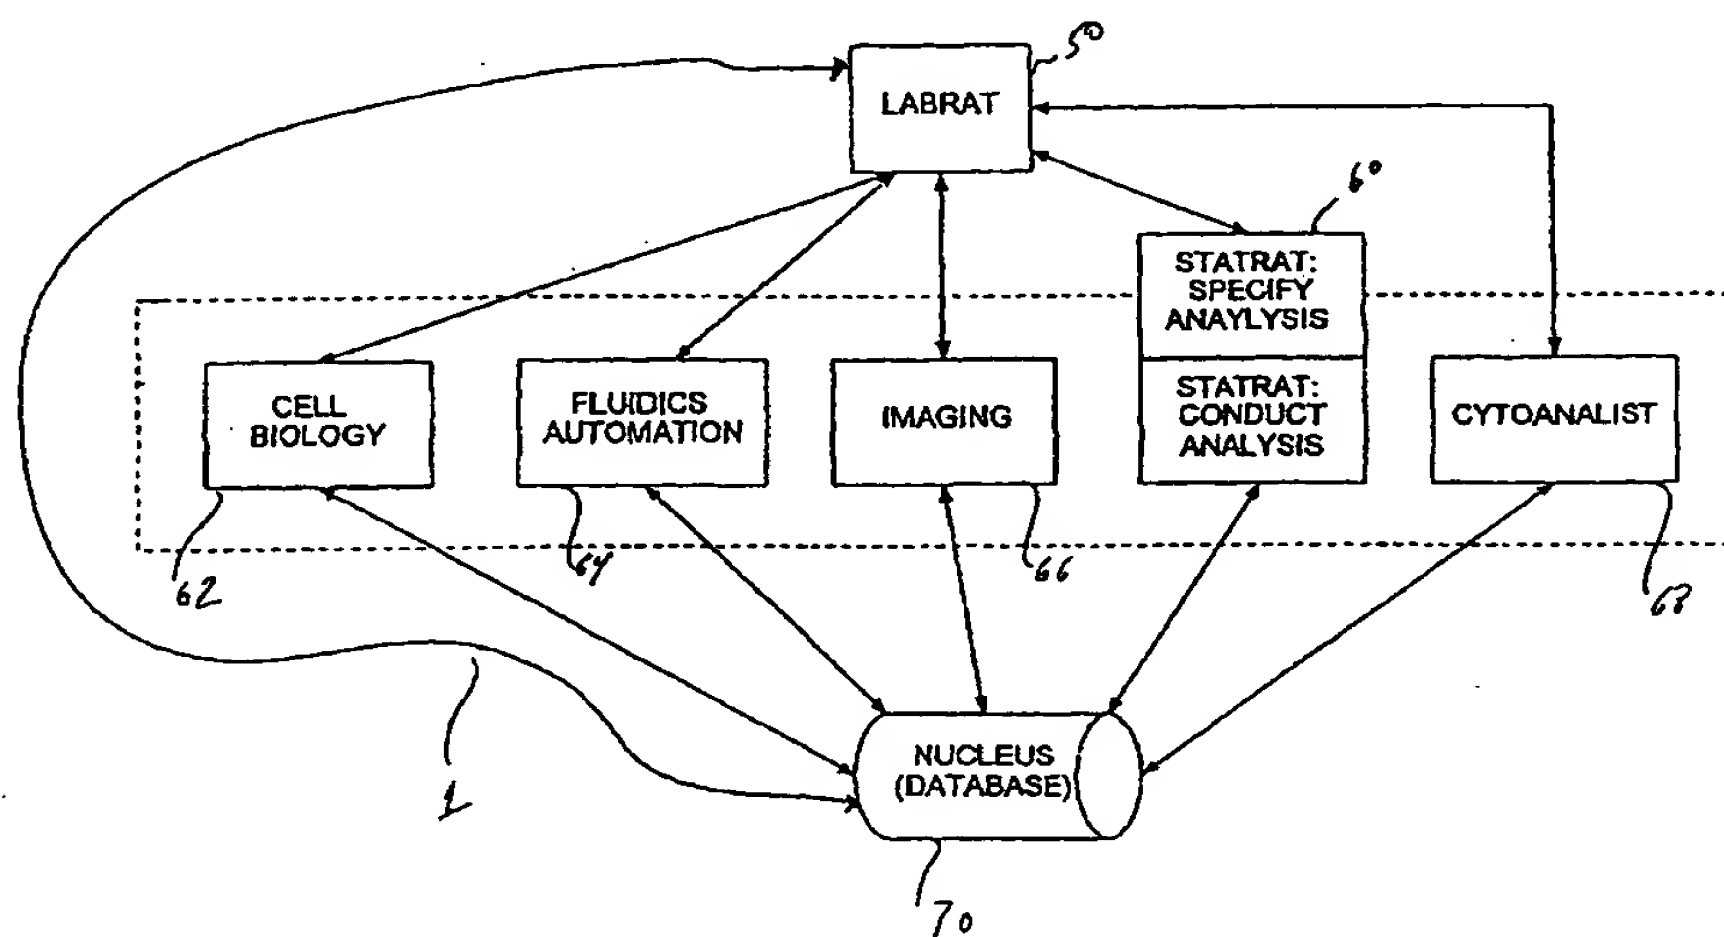 50
LABRAT
60
STATRAT:
SPECIFY
ANAYLYSIS
CELL
BIOLOGY
FLUIDICS
AUTOMATION
IMAGING
STATRAT:
CONDUCT
ANALYSIS
CYTOANALIST
62
64
66
68
1
NUCLEUS
(DATABASE)
70